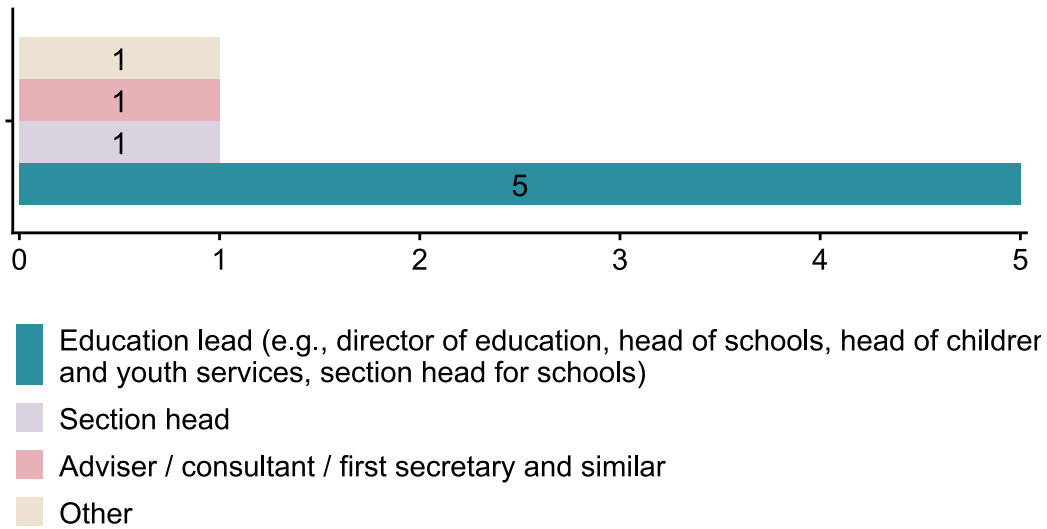 1
1
1
5
0 1 2 3 4 5
Education lead (e.g., director of education, head of schools, head of childrer
and youth services, section head for schools)
Section head
Adviser / consultant / first secretary and similar
Other